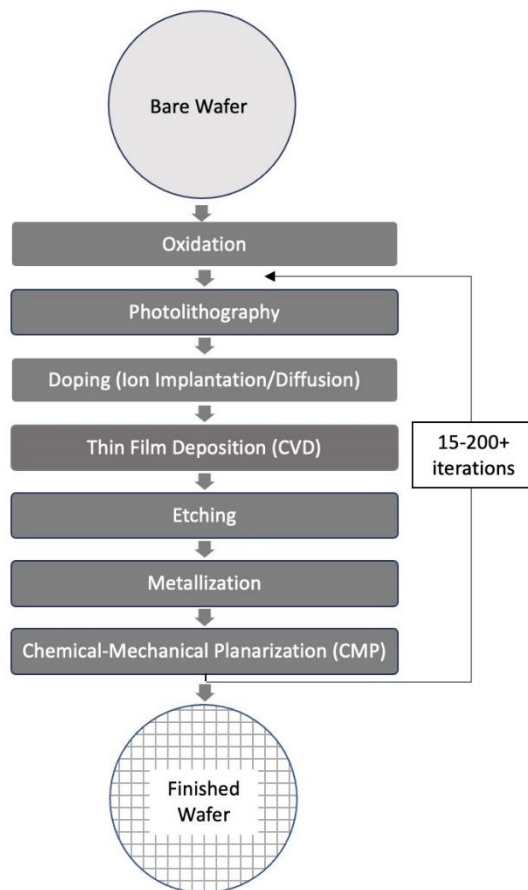 Bare Wafer
Oxidation
Photolithography
Doping (Ion Implantation/Diffusion)
Thin Film Deposition (CVD)
15-200+
iterations
Etching
Metallization
Chemical-Mechanical Planarization (CMP)
Finished
Wafer